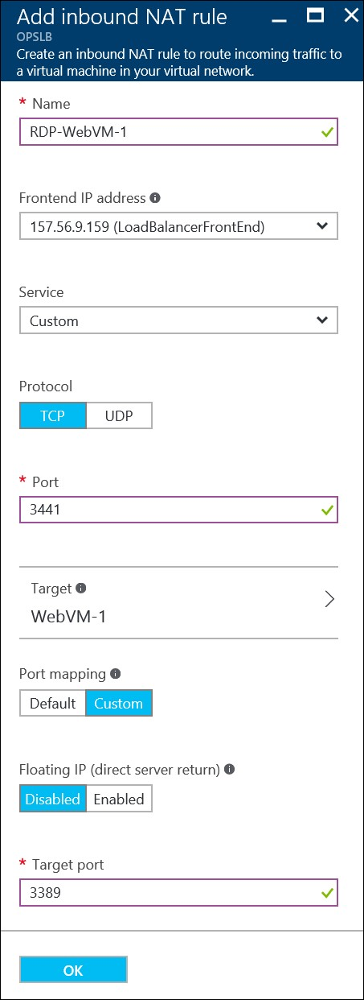 Add inbound NAT rule
OPSLB
Create an inbound NAT rule to route incoming traffic to
a virtual machine in your virtual network.
* Name
RDP-WebVM-1
Frontend IP address
157.56.9.159 (LoadBalancerFrontEnd)
Service
Custom
Protocol
TCP UDP
* Port
3441
Target
WebVM-1
Port mapping
Default Custom
Floating IP (direct server return)
Disabled Enabled
* Target port
3389
OK